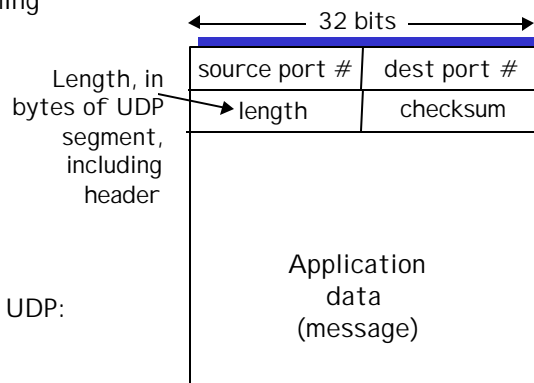 ling
32 bits
source port # dest port #
Length, in
bytes of UDP
segment,
including
header
length checksum
Application
data
(message)
UDP: